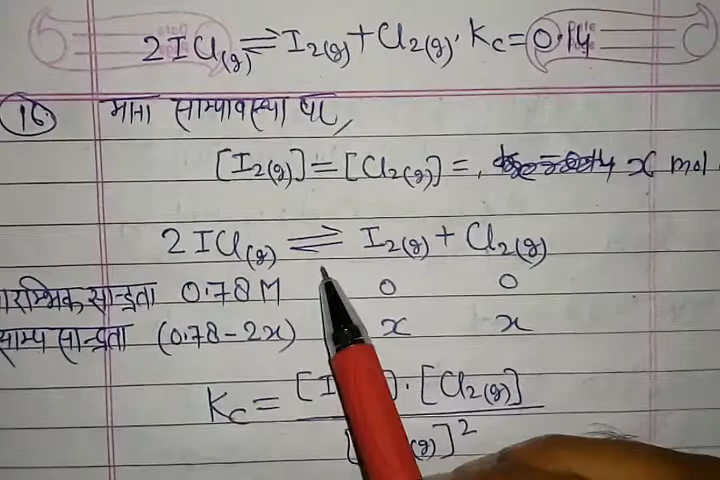 2ICl(g) ⇌ I2(g) + Cl2(g), Kc = 0.14
16. माना साम्यावस्था पर,
[I2(g)] = [Cl2(g)] = x mol
2ICl(g) ⇌ I2(g) + Cl2(g)
ारम्भिक सान्द्रता 0.78M 0 0
साम्य सान्द्रता (0.78-2x) x x
Kc = [I ] . [Cl2(g)]
[ (g)]²